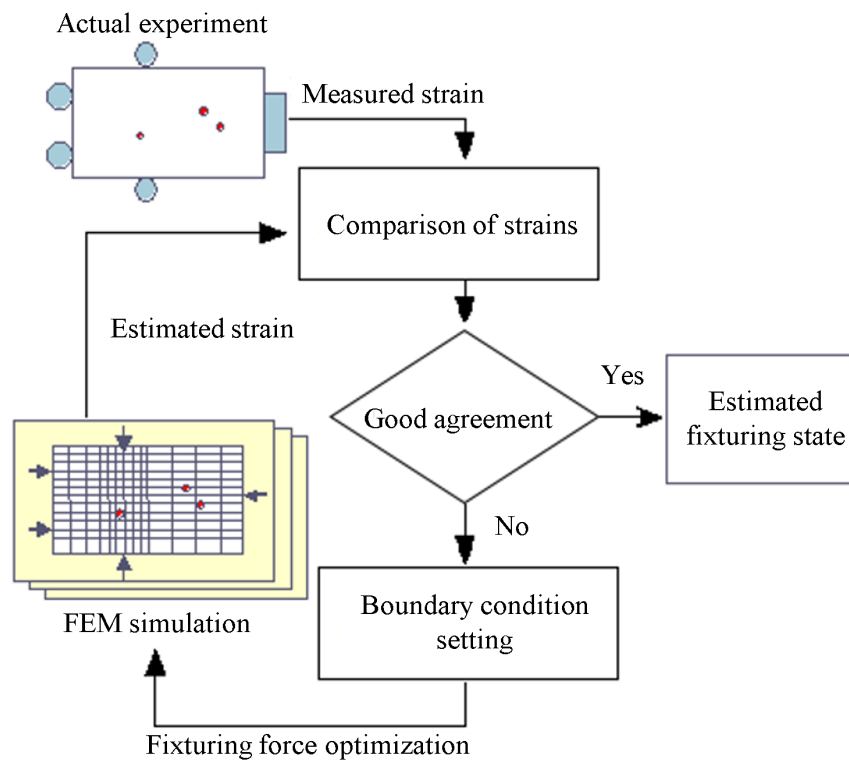 Actual experiment
Measured strain
Comparison of strains
Estimated strain
Good agreement
Yes
Estimated
fixturing state
No
Boundary condition
setting
FEM simulation
Fixturing force optimization